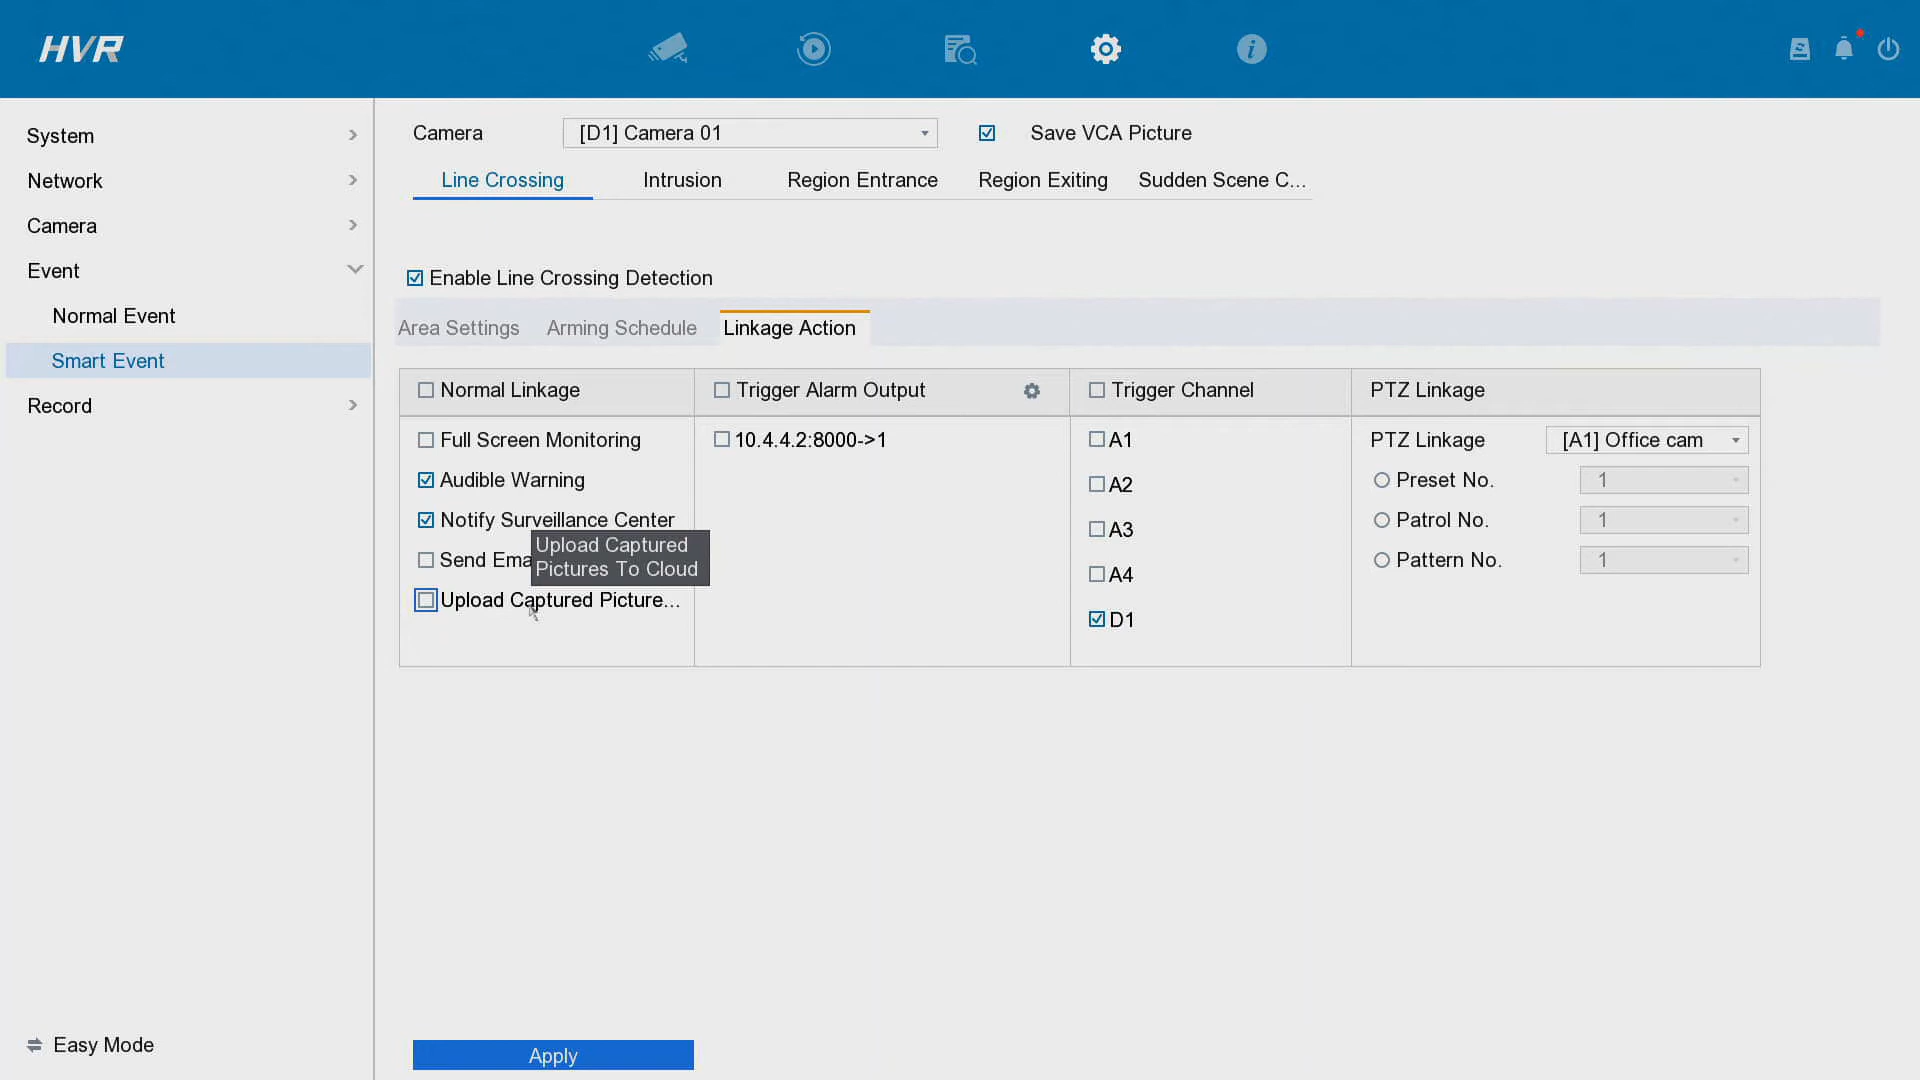 HVR
System
Network
Camera
Event
Normal Event
Smart Event
Record
Easy Mode
Camera [D1] Camera 01 Save VCA Picture
Line Crossing Intrusion Region Entrance Region Exiting Sudden Scene C...
Enable Line Crossing Detection
Area Settings Arming Schedule Linkage Action
Normal Linkage Trigger Alarm Output Trigger Channel PTZ Linkage
Full Screen Monitoring
Audible Warning
Notify Surveillance Center
Send Ema
Upload Captured Picture...
Upload Captured
Pictures To Cloud
10.4.4.2:8000->1
A1
A2
A3
A4
D1
PTZ Linkage [A1] Office cam
Preset No. 1
Patrol No. 1
Pattern No. 1
Apply